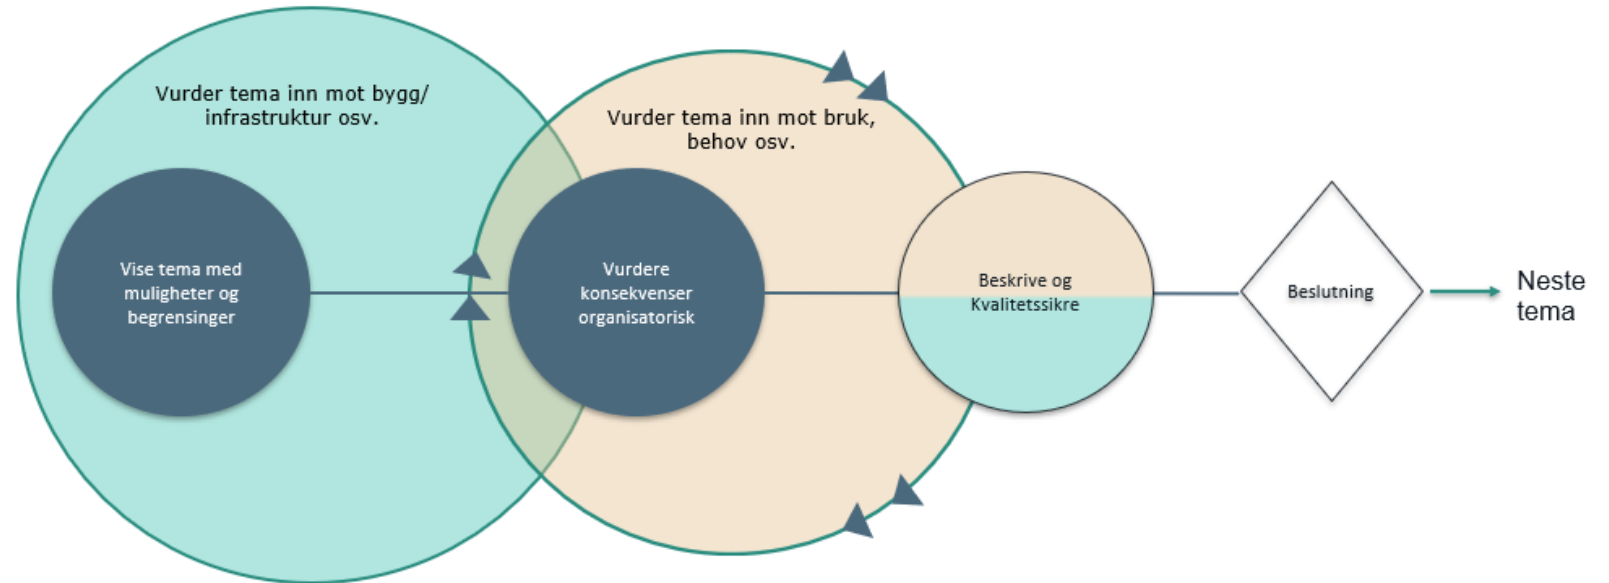 Vurder tema inn mot bygg/
infrastruktur osv.
Vurder tema inn mot bruk,
behov osv.
Vise tema med
muligheter og
begrensinger
Vurdere
konsekvenser
organisatorisk
Beskrive og
Kvalitetssikre
Beslutning
Neste
tema